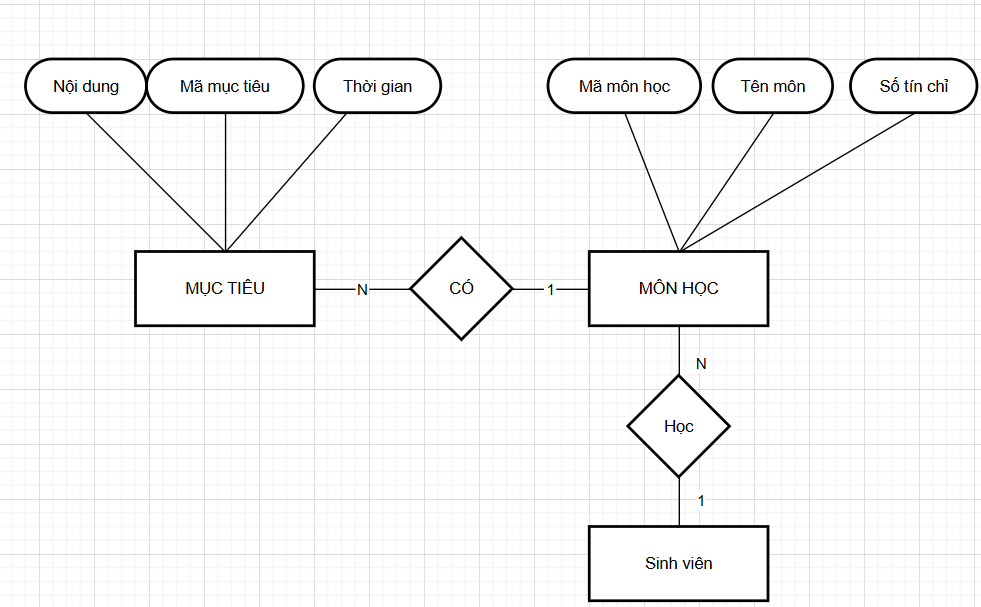 Nội dung
Mã mục tiêu
Thời gian
Mã môn học
Tên môn
Số tín chỉ
MỤC TIÊU
N
CÓ
1
MÔN HỌC
N
Học
1
Sinh viên